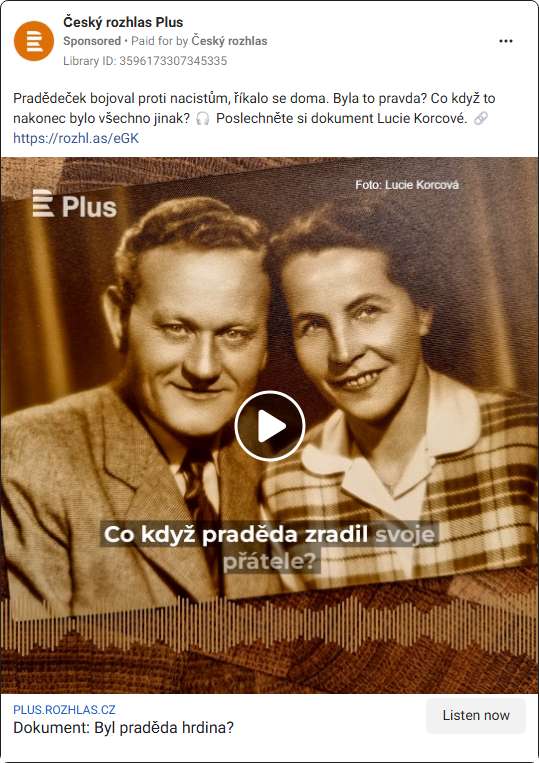 Český rozhlas Plus
Sponsored • Paid for by Český rozhlas
Library ID: 3596173307345335
Pradědeček bojoval proti nacistům, říkalo se doma. Byla to pravda? Co když to
nakonec bylo všechno jinak? 🎧 Poslechněte si dokument Lucie Korcové. 🔗
https://rozhl.as/eGK
Foto: Lucie Korcová
Plus
Co když praděda zradil svoje
přátele?
PLUS.ROZHLAS.CZ
Dokument: Byl praděda hrdina?
Listen now